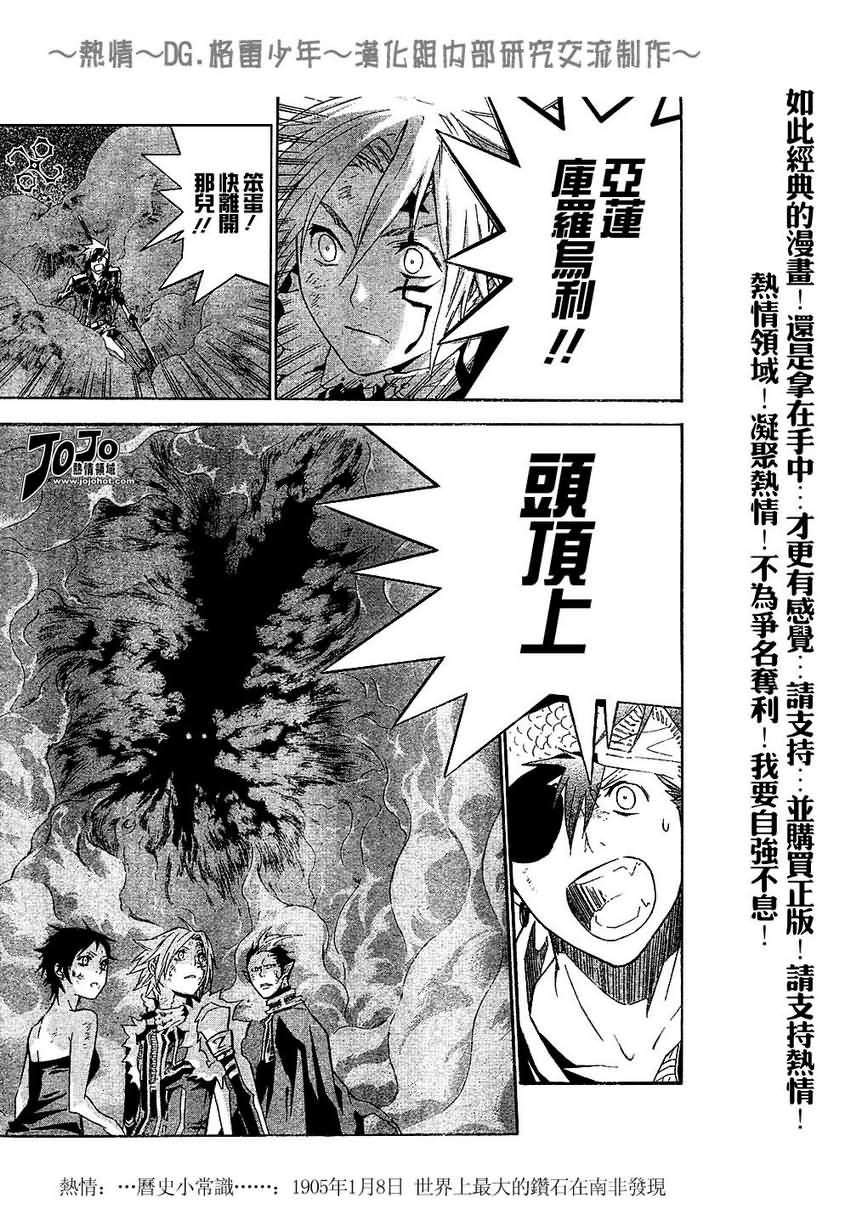 ～熱情～DG.格雷少年～漢化組内部研究交流制作～
如此經典的漫畫！還是拿在手中…才更有感覺…請支持…並購買正版！請支持熱情！
熱情領域！凝聚熱情！不為爭名奪利！我要自強不息！
亞蓮
庫羅烏利!!
笨蛋！
快離開
那兒!!
頭頂上
JOJO
熱情領域
www.jojohot.com
熱情：…曆史小常識……：1905年1月8日 世界上最大的鑽石在南非發現